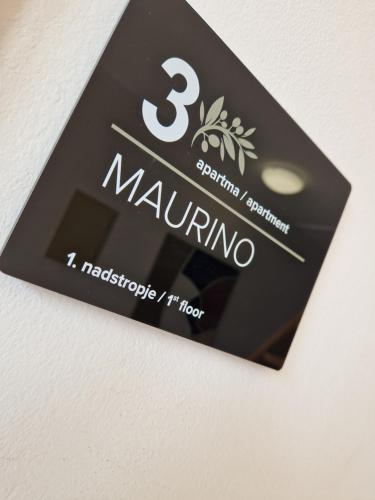 3
apartma / apartment
MAURINO
1. nadstropje / 1st floor